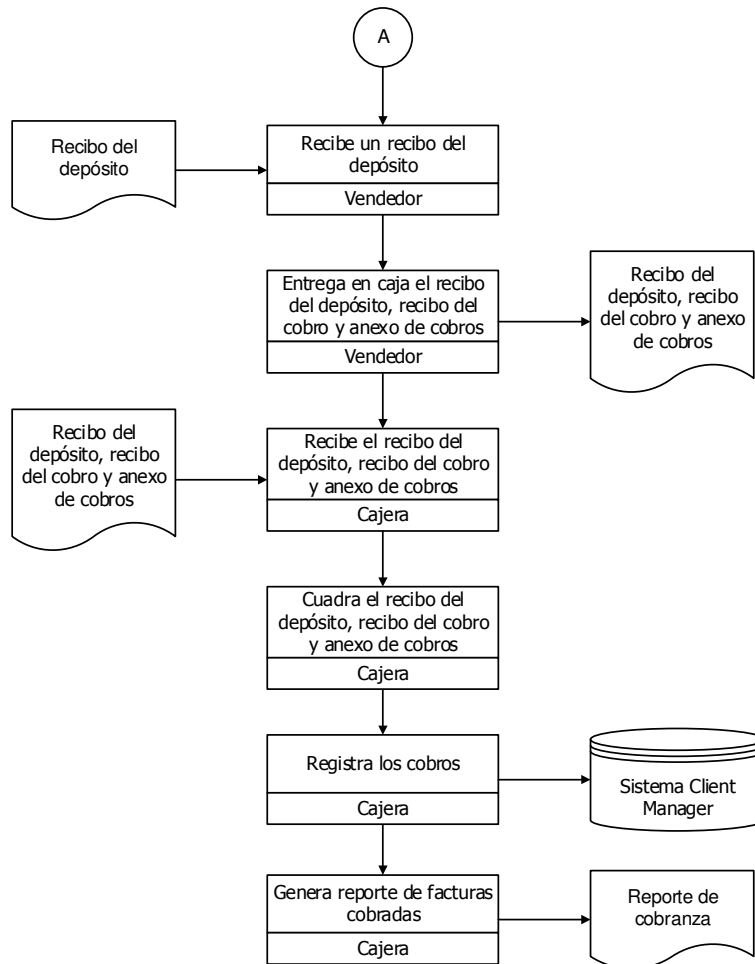 A
Recibo del
depósito
Recibe un recibo del
depósito
Vendedor
Entrega en caja el recibo
del depósito, recibo del
cobro y anexo de cobros
Vendedor
Recibo del
depósito, recibo
del cobro y anexo
de cobros
Recibo del
depósito, recibo
del cobro y anexo
de cobros
Recibe el recibo del
depósito, recibo del cobro
y anexo de cobros
Cajera
Cuadra el recibo del
depósito, recibo del cobro
y anexo de cobros
Cajera
Registra los cobros
Cajera
Sistema Client
Manager
Genera reporte de facturas
cobradas
Cajera
Reporte de
cobranza